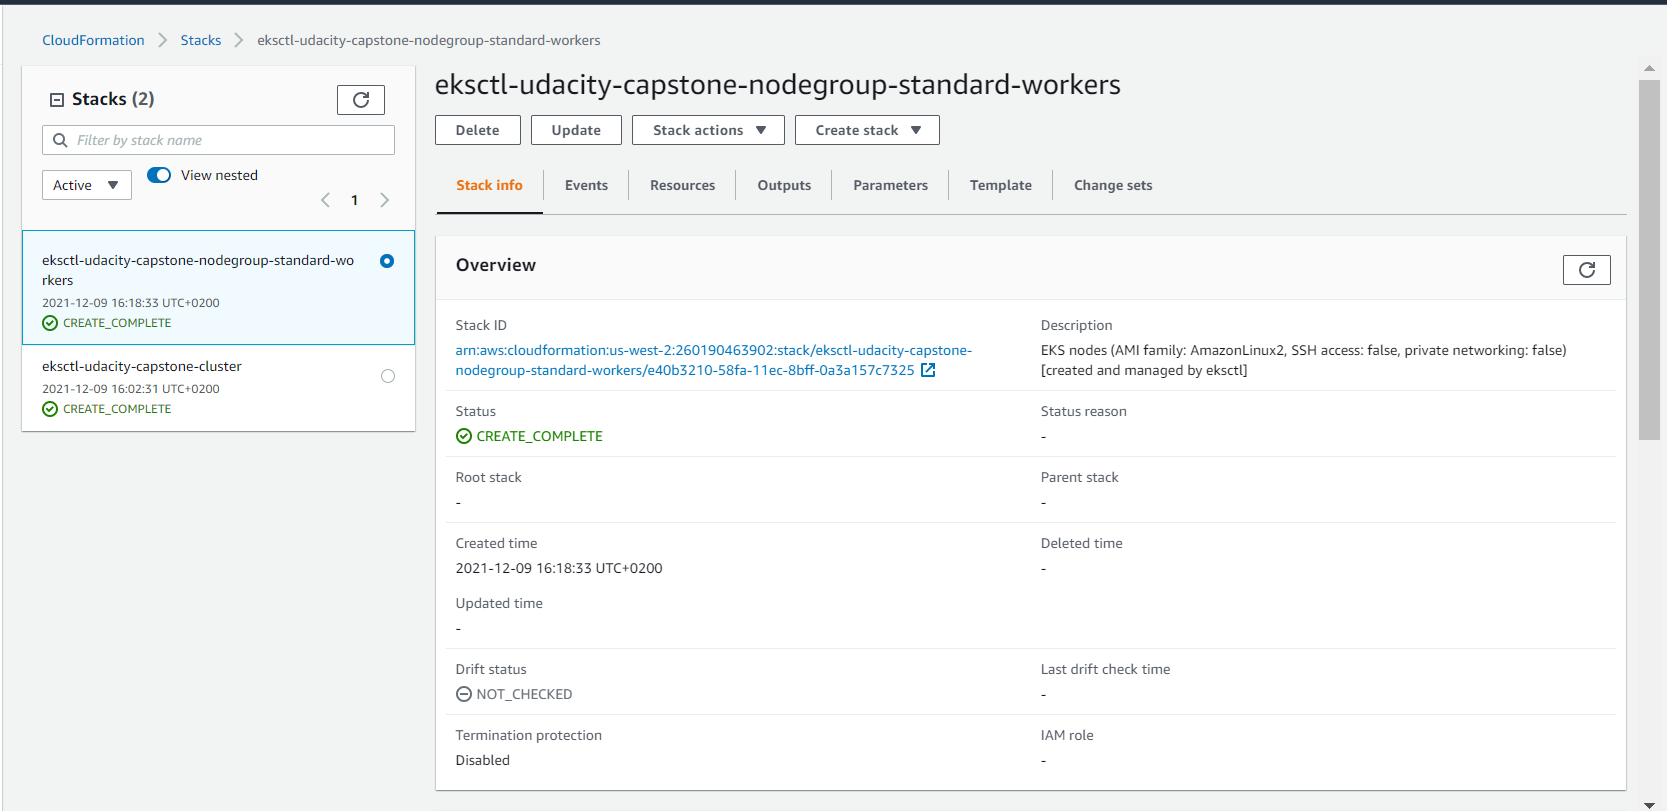 CloudFormation > Stacks > eksctl-udacity-capstone-nodegroup-standard-workers
Stacks (2)
Filter by stack name
Active
View nested
1
eksctl-udacity-capstone-nodegroup-standard-wo
rkers
2021-12-09 16:18:33 UTC+0200
CREATE_COMPLETE
eksctl-udacity-capstone-cluster
2021-12-09 16:02:31 UTC+0200
CREATE_COMPLETE
eksctl-udacity-capstone-nodegroup-standard-workers
Delete Update Stack actions Create stack
Stack info Events Resources Outputs Parameters Template Change sets
Overview
Stack ID
arn:aws:cloudformation:us-west-2:260190463902:stack/eksctl-udacity-capstone-
nodegroup-standard-workers/e40b3210-58fa-11ec-8bff-0a3a157c7325
Description
EKS nodes (AMI family: AmazonLinux2, SSH access: false, private networking: false)
[created and managed by eksctl]
Status
CREATE_COMPLETE
Status reason
-
Root stack
-
Parent stack
-
Created time
2021-12-09 16:18:33 UTC+0200
Deleted time
-
Updated time
-
Drift status
NOT_CHECKED
Last drift check time
-
Termination protection
Disabled
IAM role
-